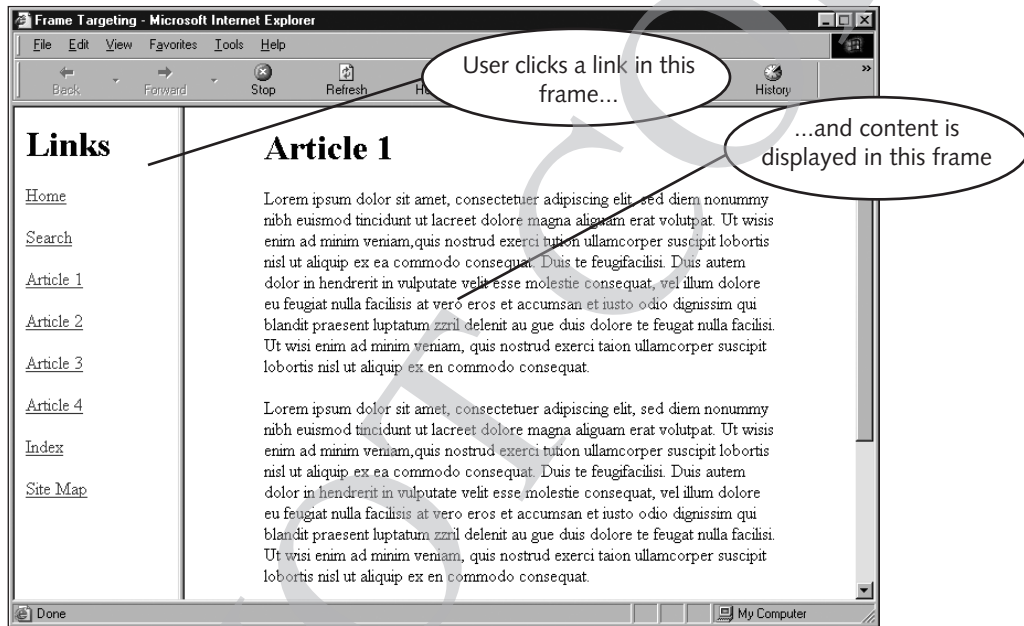 Frame Targeting - Microsoft Internet Explorer
File Edit View Favorites Tools Help
Back Forward Stop Refresh History
User clicks a link in this
frame...
...and content is
displayed in this frame
Links
Home
Search
Article 1
Article 2
Article 3
Article 4
Index
Site Map
Article 1
Lorem ipsum dolor sit amet, consectetuer adipiscing elit, sed diem nonummy
nibh euismod tincidunt ut lacreet dolore magna aliguam erat volutpat. Ut wisis
enim ad minim veniam,quis nostrud exerci tution ullamcorper suscipit lobortis
nisl ut aliquip ex ea commodo consequat. Duis te feugifacilisi. Duis autem
dolor in hendrerit in vulputate velit esse molestie consequat, vel illum dolore
eu feugiat nulla facilisis at vero eros et accumsan et iusto odio dignissim qui
blandit praesent luptatum zzril delenit au gue duis dolore te feugat nulla facilisi.
Ut wisi enim ad minim veniam, quis nostrud exerci taion ullamcorper suscipit
lobortis nisl ut aliquip ex en commodo consequat.
Lorem ipsum dolor sit amet, consectetuer adipiscing elit, sed diem nonummy
nibh euismod tincidunt ut lacreet dolore magna aliguam erat volutpat. Ut wisis
enim ad minim veniam,quis nostrud exerci tution ullamcorper suscipit lobortis
nisl ut aliquip ex ea commodo consequat. Duis te feugifacilisi. Duis autem
dolor in hendrerit in vulputate velit esse molestie consequat, vel illum dolore
eu feugiat nulla facilisis at vero eros et accumsan et iusto odio dignissim qui
blandit praesent luptatum zzril delenit au gue duis dolore te feugat nulla facilisi.
Ut wisi enim ad minim veniam, quis nostrud exerci taion ullamcorper suscipit
lobortis nisl ut aliquip ex en commodo consequat.
Done My Computer